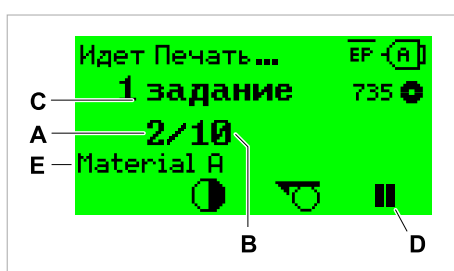 Идет Печать...
EP A
C
1 задание
735
A
2/10
E
Material A
B
D